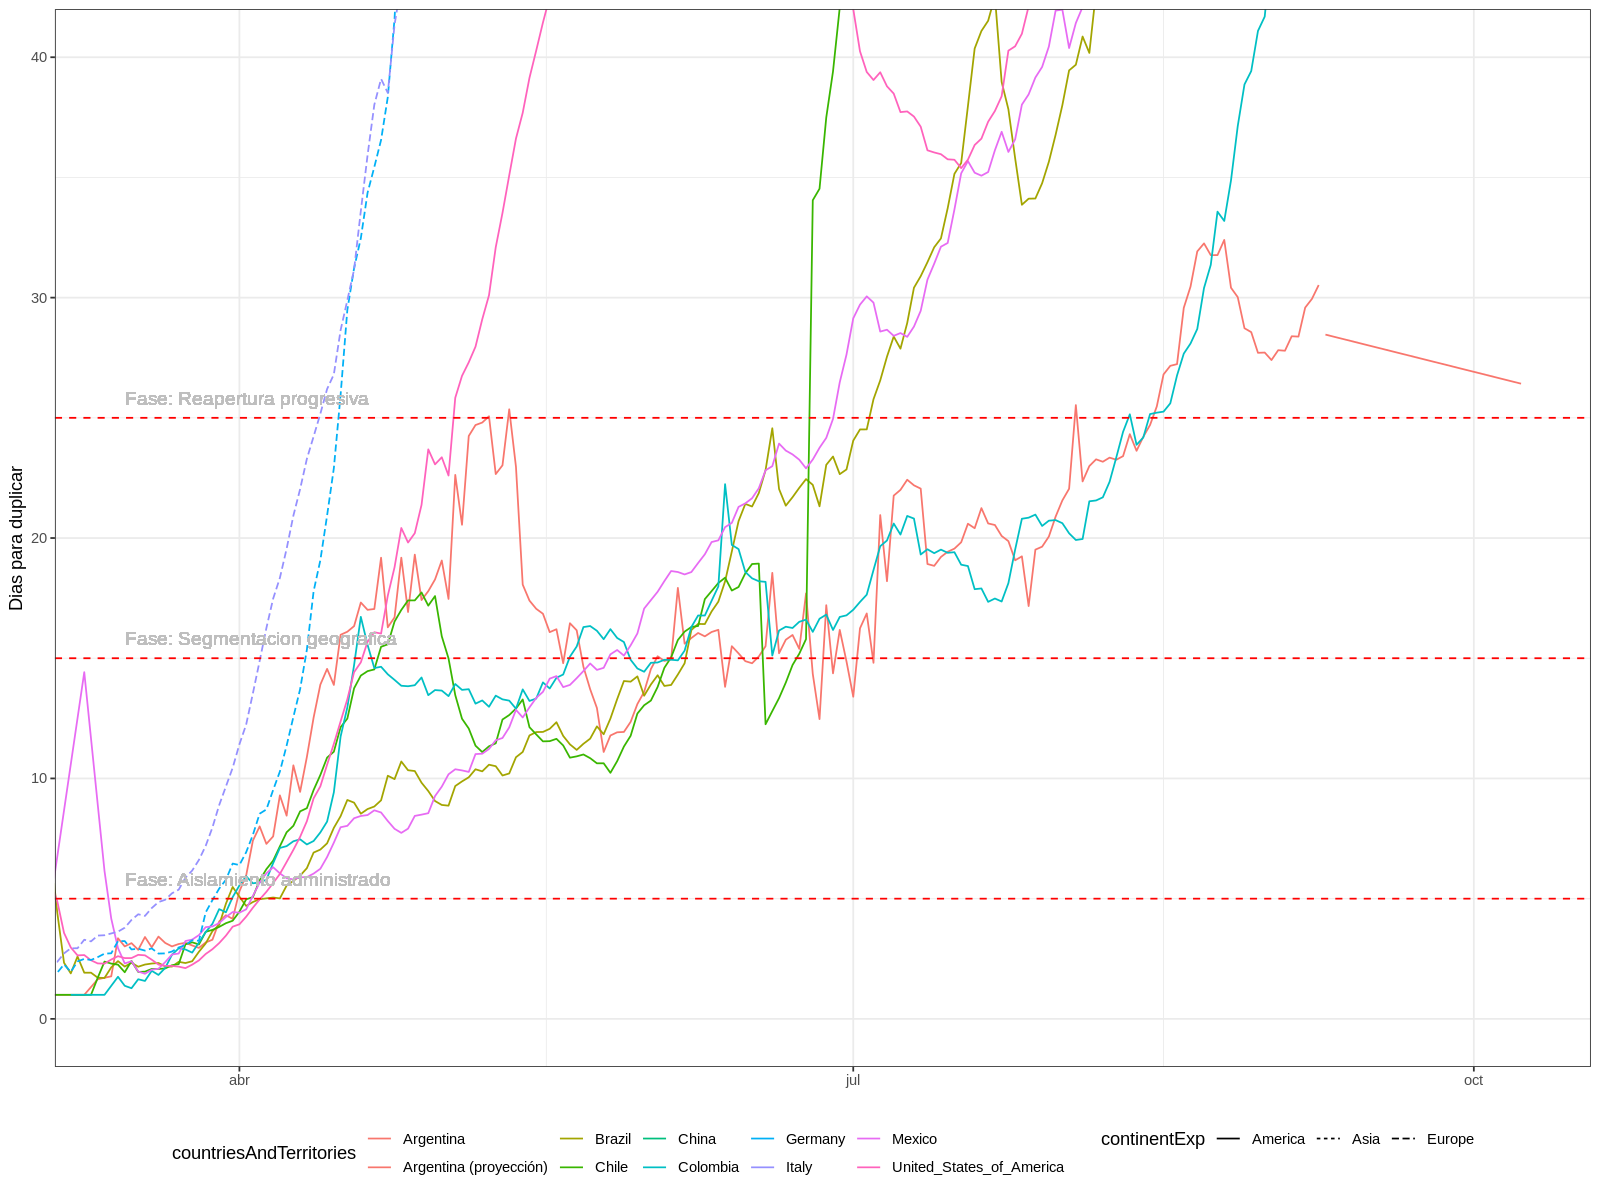 40
30
20
10
0
Dias para duplicar
Fase: Reapertura progresiva
Fase: Segmentacion geografica
Fase: Aislamiento administrado
abr jul oct
countriesAndTerritories
Argentina Brazil China Germany Mexico
Argentina (proyección) Chile Colombia Italy United_States_of_America
continentExp America Asia Europe